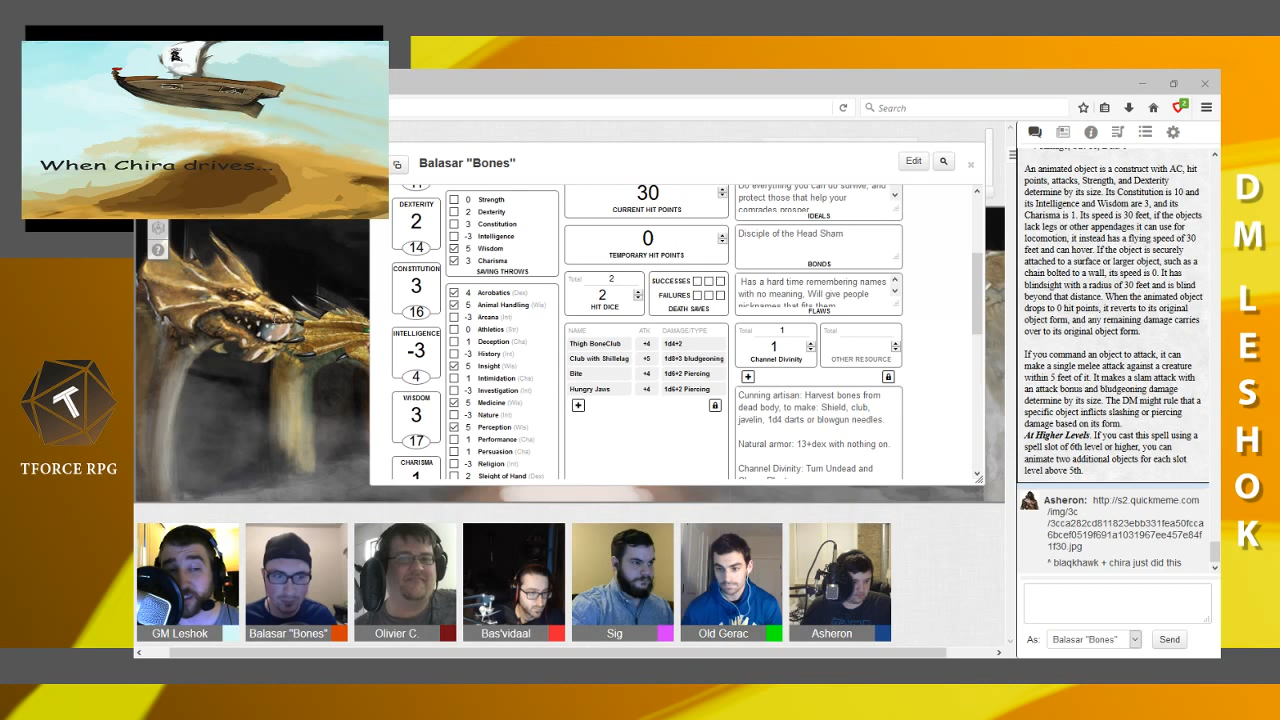 When Chira drives...
TFORCE RPG
DM LESHOK
Search
2
Balasar "Bones"
Edit
DEXTERITY
2
14
CONSTITUTION
3
16
INTELLIGENCE
-3
4
WISDOM
3
17
CHARISMA
0 Strength
2 Dexterity
3 Constitution
-3 Intelligence
5 Wisdom
3 Charisma
SAVING THROWS
4 Acrobatics (Dex)
5 Animal Handling (Wis)
-3 Arcana (Int)
0 Athletics (Str)
1 Deception (Cha)
-3 History (Int)
5 Insight (Wis)
1 Intimidation (Cha)
-3 Investigation (Int)
5 Medicine (Wis)
-3 Nature (Int)
5 Perception (Wis)
1 Performance (Cha)
1 Persuasion (Cha)
-3 Religion (Int)
2 Sleight of Hand (Dex)
30
CURRENT HIT POINTS
0
TEMPORARY HIT POINTS
Total 2
2
HIT DICE
SUCCESSES
FAILURES
DEATH SAVES
NAME ATK DAMAGE/TYPE
Thigh BoneClub +4 1d4+2
Club with Shillelag +5 1d8+3 bludgeoning
Bite +4 1d6+2 Piercing
Hungry Jaws +4 1d6+2 Piercing
Do everything you can do survive, and
protect those that help your
comrades prosper
IDEALS
Disciple of the Head Sham
BONDS
Has a hard time remembering names
with no meaning, Will give people
nicknames that fits them
FLAWS
Total 1
1
Channel Divinity
Total
OTHER RESOURCE
Cunning artisan: Harvest bones from
dead body, to make: Shield, club,
javelin, 1d4 darts or blowgun needles.
Natural armor: 13+dex with nothing on.
Channel Divinity: Turn Undead and
An animated object is a construct with AC, hit
points, attacks, Strength, and Dexterity
determine by its size. Its Constitution is 10 and
its Intelligence and Wisdom are 3, and its
Charisma is 1. Its speed is 30 feet, if the objects
lack legs or other appendages it can use for
locomotion, it instead has a flying speed of 30
feet and can hover. If the object is securely
attached to a surface or larger object, such as a
chain bolted to a wall, its speed is 0. It has
blindsight with a radius of 30 feet and is blind
beyond that distance. When the animated object
drops to 0 hit points, it reverts to its original
object form, and any remaining damage carries
over to its original object form.
If you command an object to attack, it can
make a single melee attack against a creature
within 5 feet of it. It makes a slam attack with
an attack bonus and bludgeoning damage
determine by its size. The DM might rule that a
specific object inflicts slashing or piercing
damage based on its form.
At Higher Levels. If you cast this spell using a
spell slot of 6th level or higher, you can
animate two additional objects for each slot
level above 5th.
Asheron: http://s2.quickmeme.com
/img/3c
/3cca282cd811823ebb331fea50fcca
6bcef0519f691a1031967ee457e84f
1f30.jpg
^ blaqkhawk + chira just did this
As: Balasar "Bones" Send
GM Leshok
Balasar "Bones"
Olivier C.
Bas'vidaal
Sig
Old Gerac
Asheron